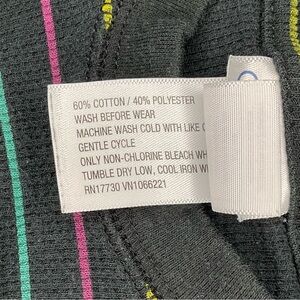 60% COTTON / 40% POLYESTER
WASH BEFORE WEAR
MACHINE WASH COLD WITH LIKE C
GENTLE CYCLE
ONLY NON-CHLORINE BLEACH WH
TUMBLE DRY LOW, COOL IRON W
RN17730 VN1066221